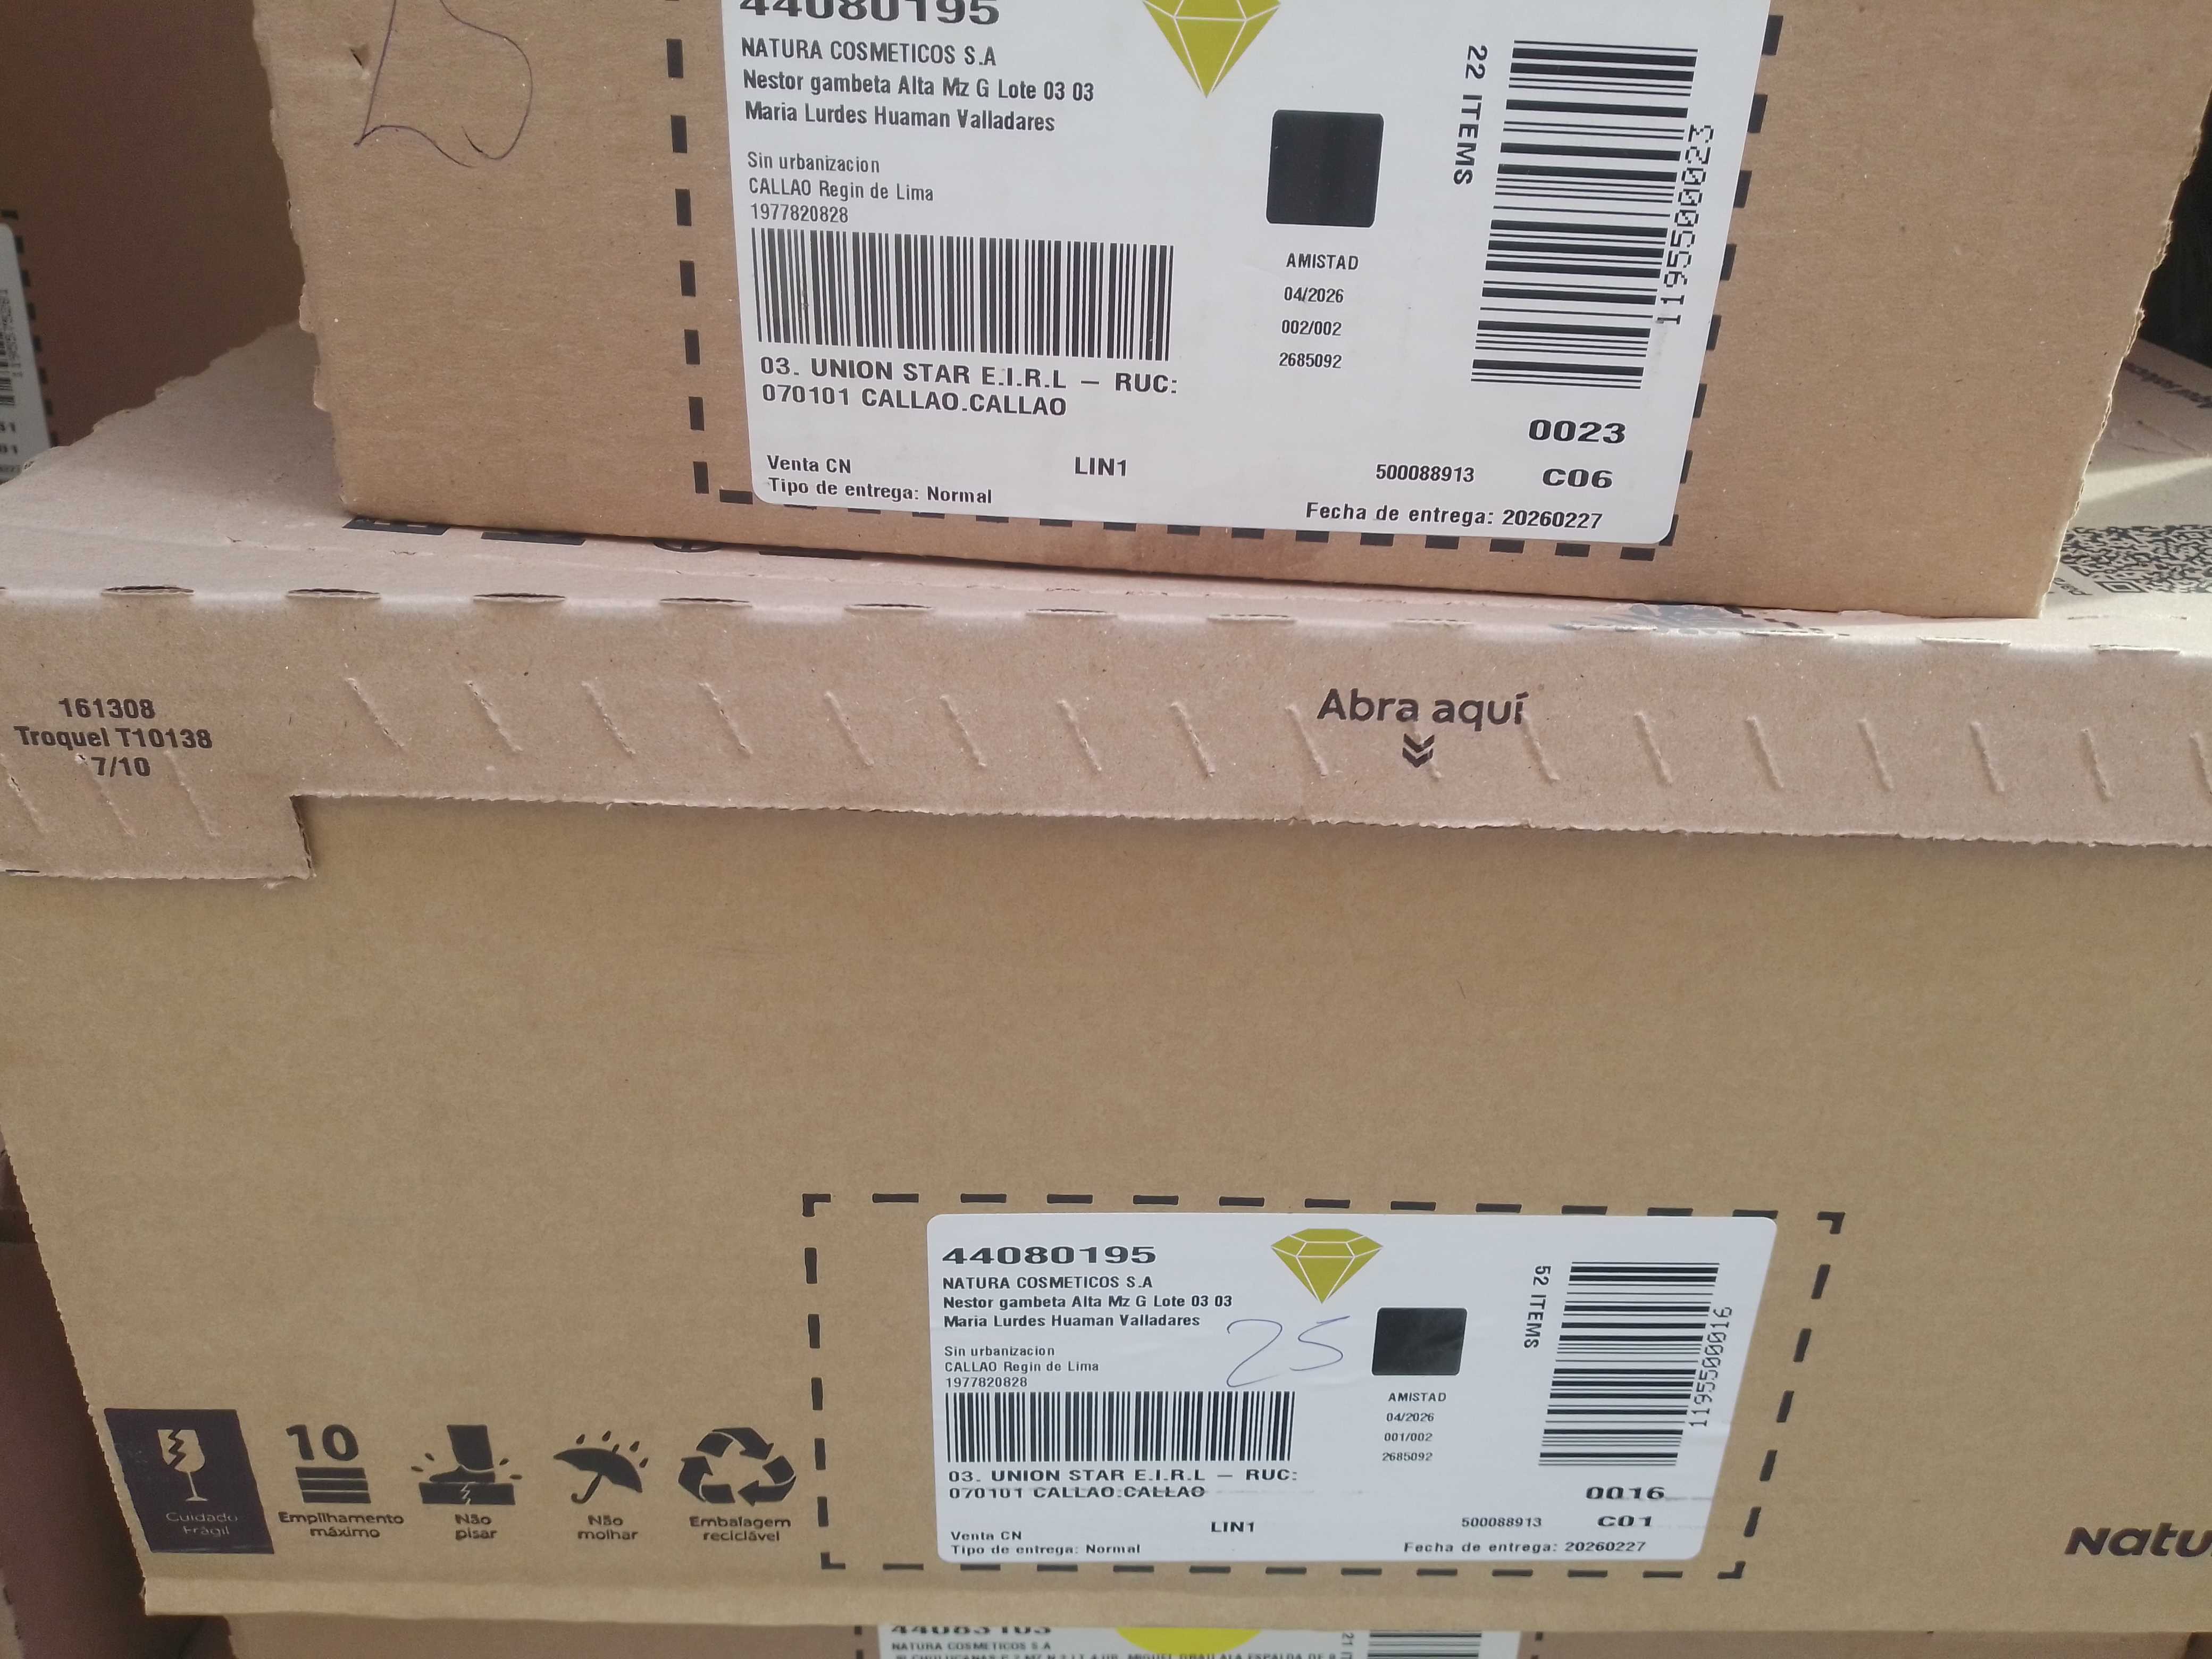 44080195
NATURA COSMETICOS S.A
Nestor gambeta Alta Mz G Lote 03 03
Maria Lurdes Huaman Valladares
Sin urbanizacion
CALLAO Regin de Lima
1977820828
03. UNION STAR E.I.R.L – RUC:
070101 CALLAO.CALLAO
Venta CN
LIN1
Tipo de entrega: Normal
AMISTAD
04/2026
002/002
2685092
22 ITEMS
1195500023
0023
500088913
C06
Fecha de entrega: 20260227
161308
Troquel T10138
7/10
Abra aquí
44080195
NATURA COSMETICOS S.A
Nestor gambeta Alta Mz G Lote 03 03
Maria Lurdes Huaman Valladares
25
Sin urbanizacion
CALLAO Regin de Lima
1977820828
03. UNION STAR E.I.R.L – RUC:
070101 CALLAO.CALLAO
Venta CN
LIN1
Tipo de entrega: Normal
AMISTAD
04/2026
001/002
2685092
52 ITEMS
1195500016
0016
500088913
C01
Fecha de entrega: 20260227
Cuidado
Frágil
10
Empilhamento
máximo
Não
pisar
Não
molhar
Embalagem
reciclável
Natu
NATURA COSMETICOS S.A